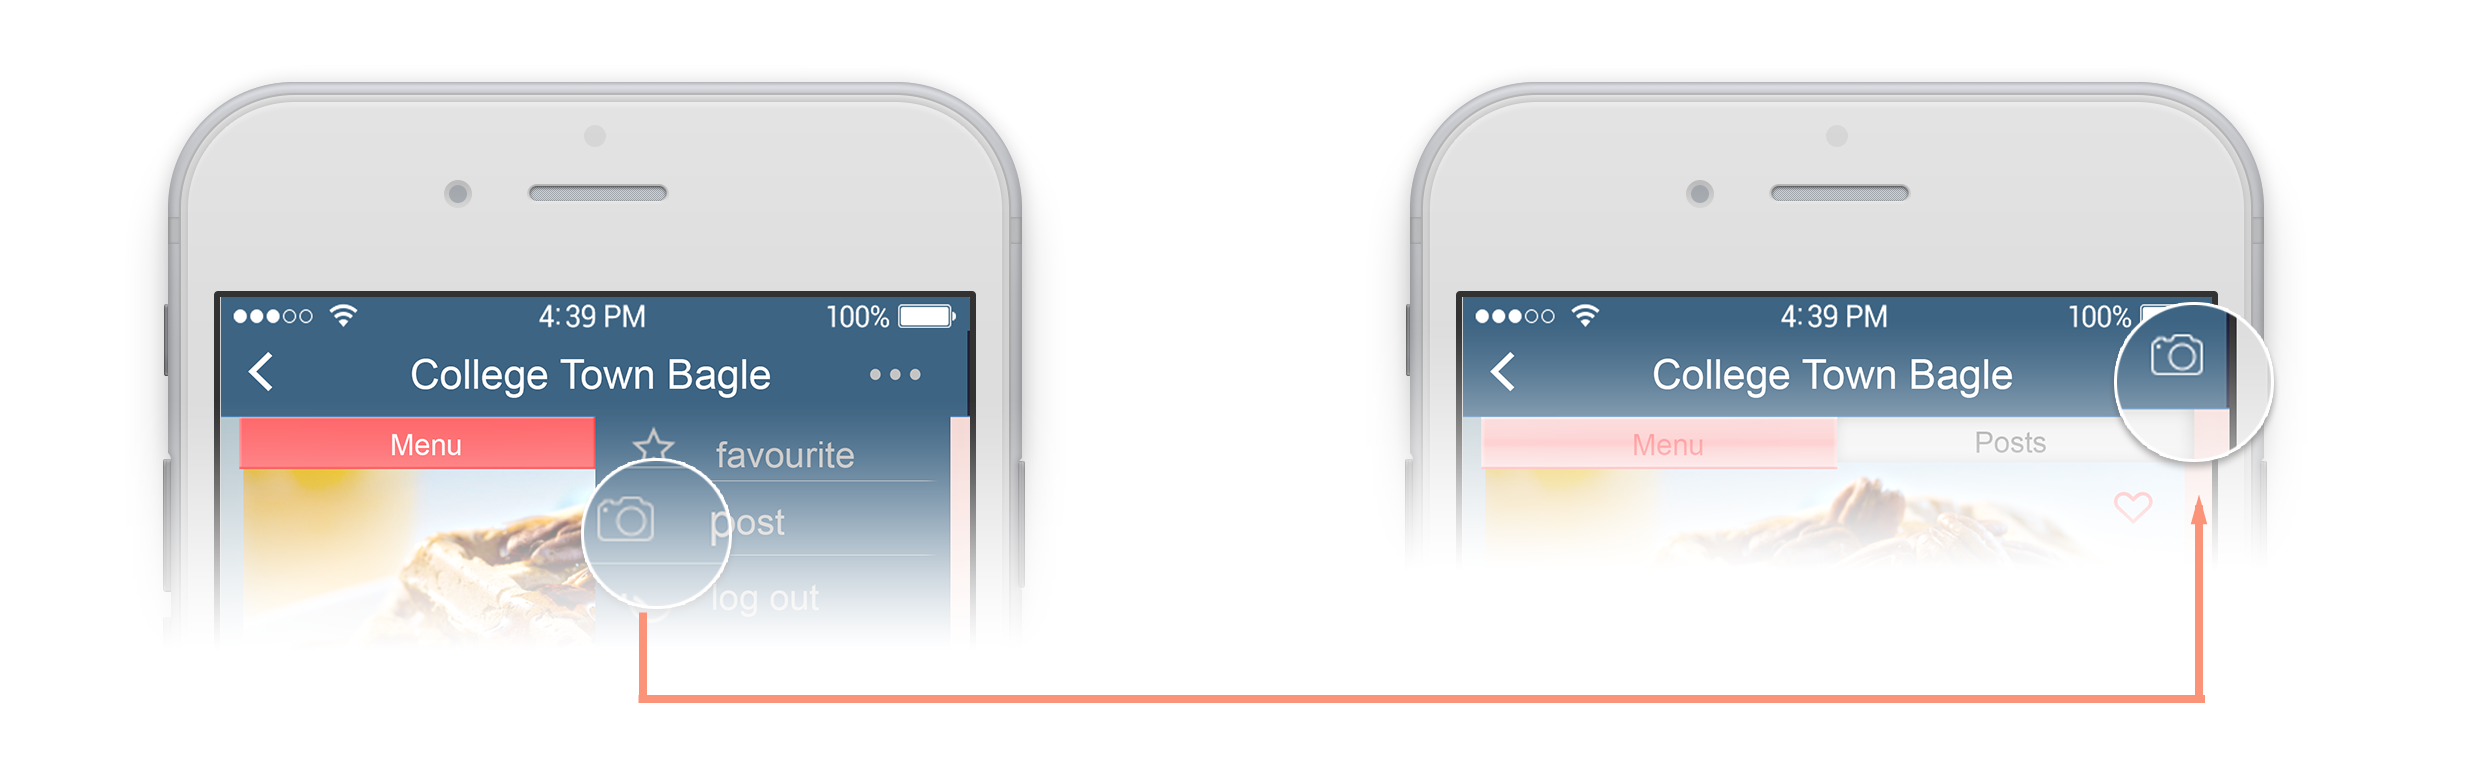 4:39 PM 100%
College Town Bagle
Menu
favourite
post
log out
4:39 PM 100%
College Town Bagle
Menu Posts